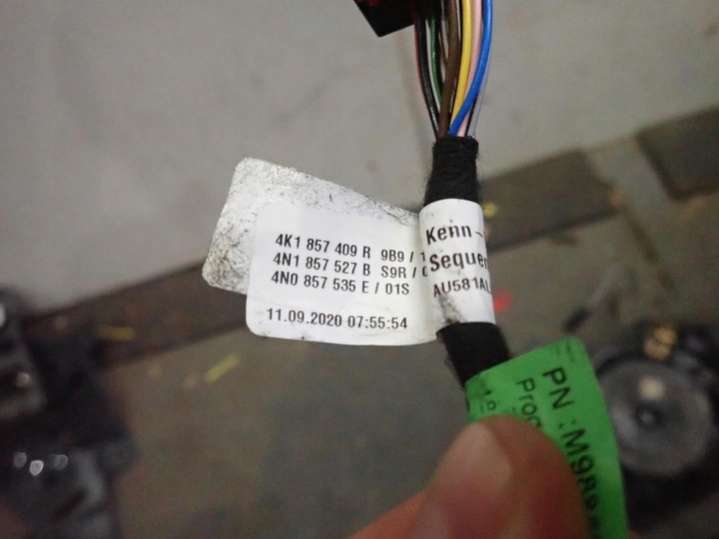 4K1 857 409 R 9B9 /
4N1 857 527 B S9R /
4N0 857 535 E / 01S
11.09.2020 07:55:54
Kenn-
Sequen
AU581AL
PN :M98
Prog